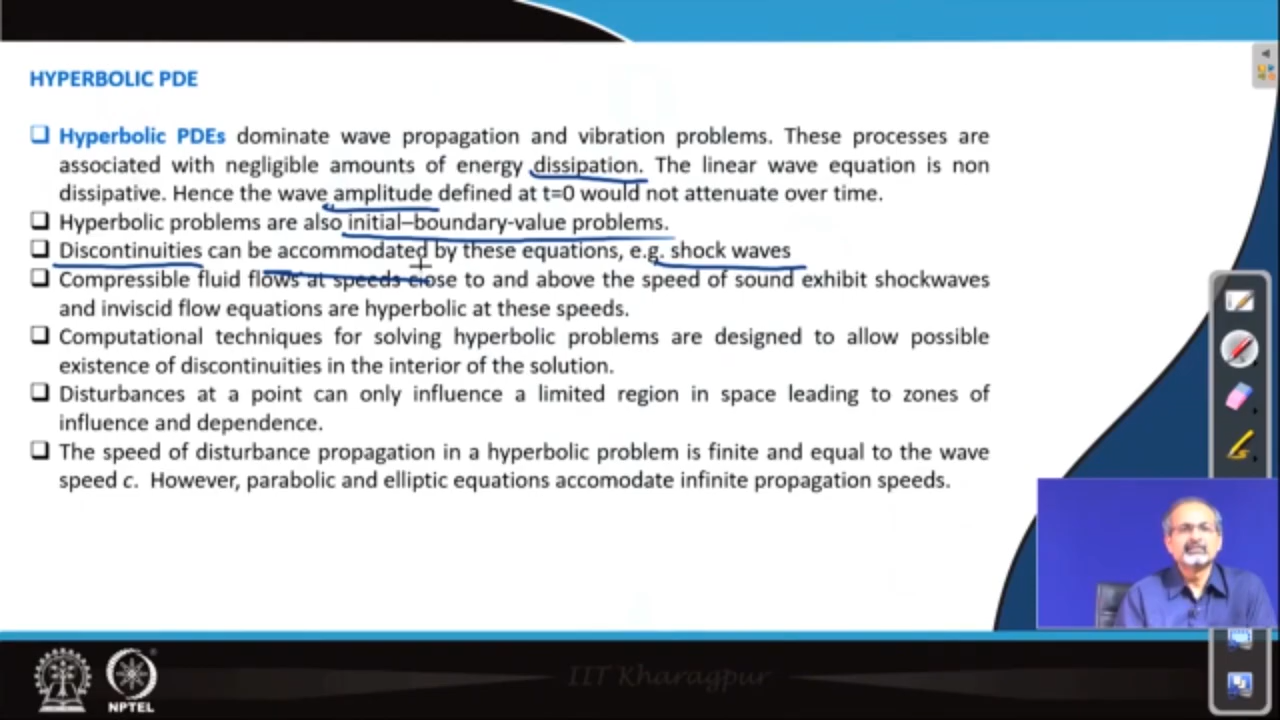 HYPERBOLIC PDE
❑ Hyperbolic PDEs dominate wave propagation and vibration problems. These processes are
associated with negligible amounts of energy dissipation. The linear wave equation is non
dissipative. Hence the wave amplitude defined at t=0 would not attenuate over time.
❑ Hyperbolic problems are also initial–boundary-value problems.
❑ Discontinuities can be accommodated by these equations, e.g. shock waves
❑ Compressible fluid flows at speeds close to and above the speed of sound exhibit shockwaves
and inviscid flow equations are hyperbolic at these speeds.
❑ Computational techniques for solving hyperbolic problems are designed to allow possible
existence of discontinuities in the interior of the solution.
❑ Disturbances at a point can only influence a limited region in space leading to zones of
influence and dependence.
❑ The speed of disturbance propagation in a hyperbolic problem is finite and equal to the wave
speed c. However, parabolic and elliptic equations accomodate infinite propagation speeds.
IIT Kharagpur
NPTEL